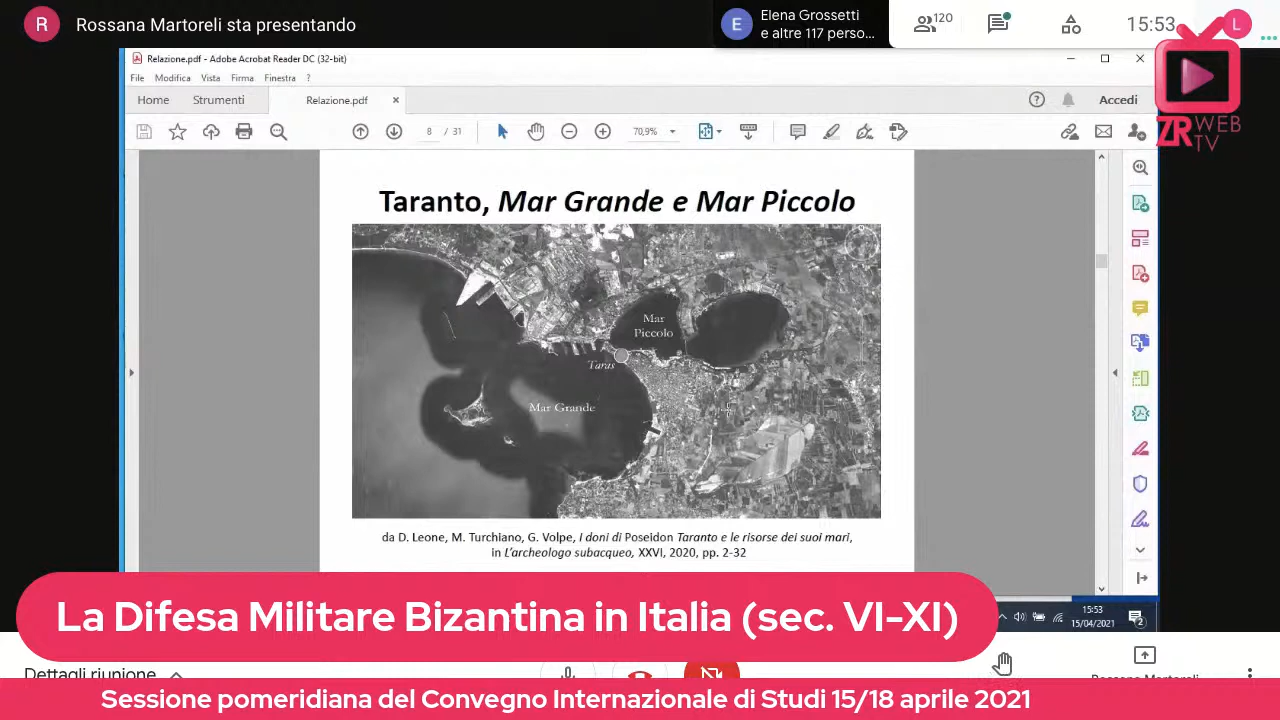 R
Rossana Martoreli sta presentando
E
Elena Grossetti
e altre 117 perso...
120
15:53
L
Relazione.pdf - Adobe Acrobat Reader DC (32-bit)
File Modifica Vista Firma Finestra ?
Home Strumenti Relazione.pdf × Accedi
8 / 31 70,9%
ZR WEB TV
Taranto, Mar Grande e Mar Piccolo
Mar
Piccolo
Taras
Mar Grande
da D. Leone, M. Turchiano, G. Volpe, I doni di Poseidon Taranto e le risorse dei suoi mari,
in L'archeologo subacqueo, XXVI, 2020, pp. 2-32
La Difesa Militare Bizantina in Italia (sec. VI-XI)
15:53
15/04/2021
2
Dettagli riunione
Rossana Martoreli
Sessione pomeridiana del Convegno Internazionale di Studi 15/18 aprile 2021